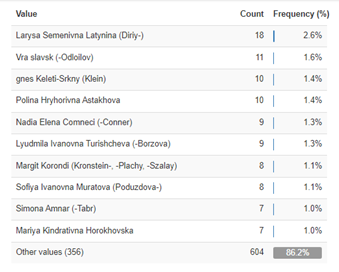 Value Count Frequency (%)
Larysa Semenivna Latynina (Diriy-) 18 2.6%
Vra slavsk (-Odloilov) 11 1.6%
gnes Keleti-Srkny (Klein) 10 1.4%
Polina Hryhorivna Astakhova 10 1.4%
Nadia Elena Comneci (-Conner) 9 1.3%
Lyudmila Ivanovna Turishcheva (-Borzova) 9 1.3%
Margit Korondi (Kronstein-, -Plachy, -Szalay) 8 1.1%
Sofiya Ivanovna Muratova (Poduzdova-) 8 1.1%
Simona Amnar (-Tabr) 7 1.0%
Mariya Kindrativna Horokhovska 7 1.0%
Other values (356) 604 86.2%